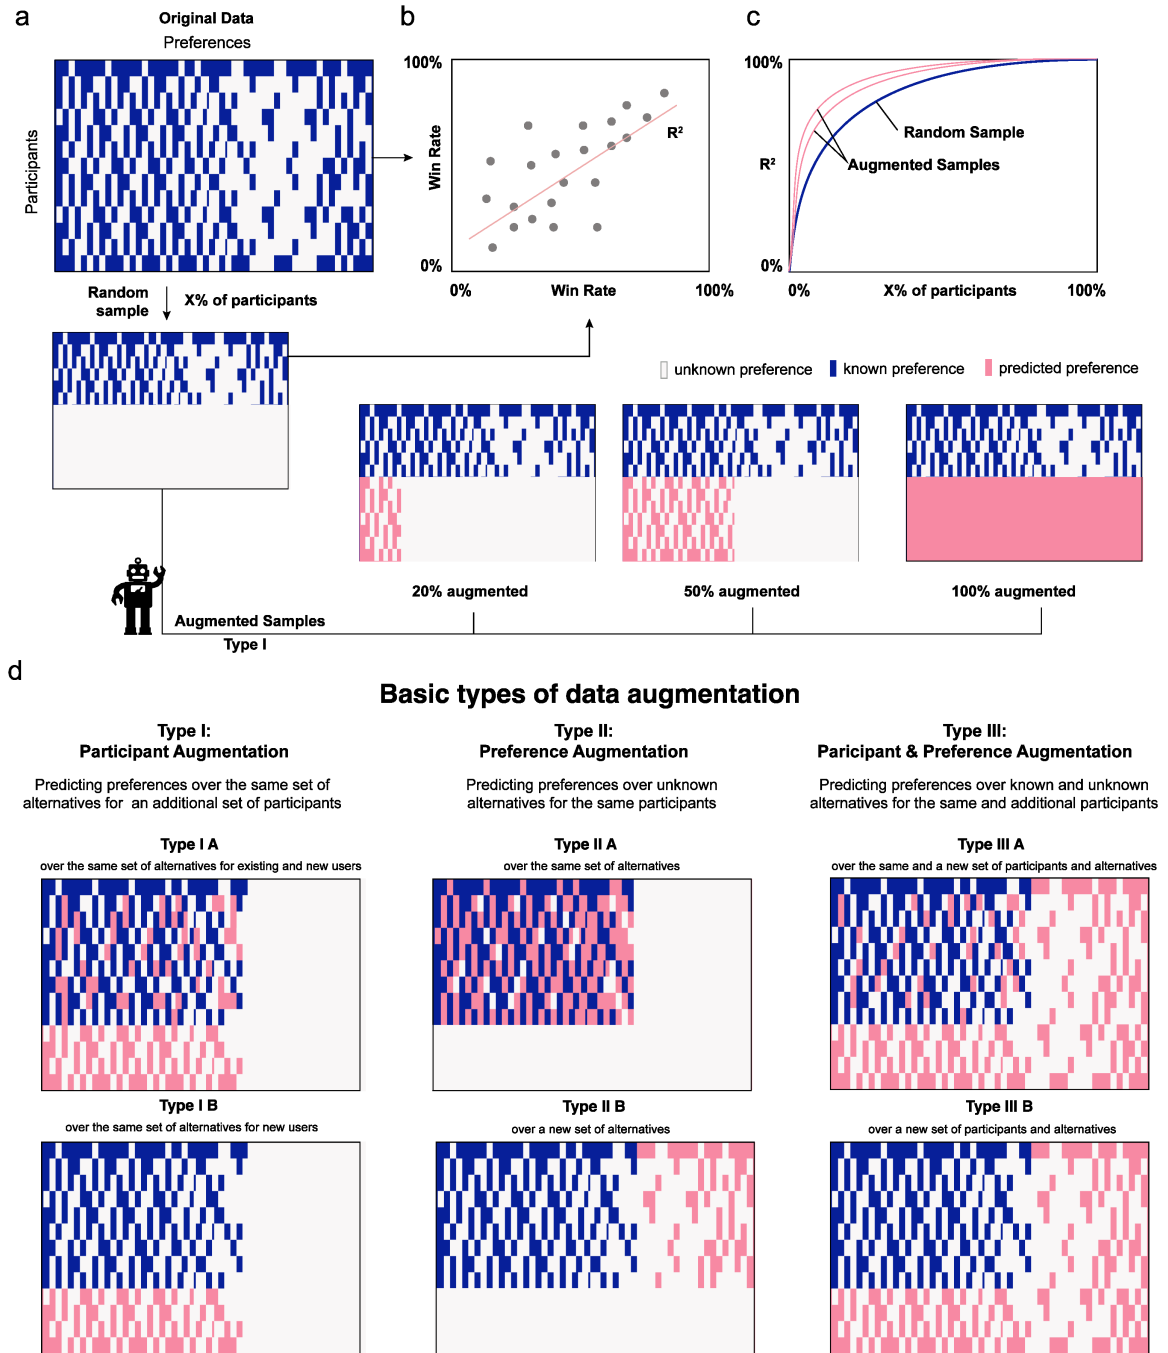 a
Original Data
Preferences
Participants
Random
sample
X% of participants
b
100%
Win Rate
R²
0%
0%
Win Rate
100%
c
100%
R²
Random Sample
Augmented Samples
0%
0%
X% of participants
100%
unknown preference
known preference
predicted preference
20% augmented
50% augmented
100% augmented
Augmented Samples
Type I
d
Basic types of data augmentation
Type I:
Participant Augmentation
Predicting preferences over the same set of
alternatives for an additional set of participants
Type I A
over the same set of alternatives for existing and new users
Type I B
over the same set of alternatives for new users
Type II:
Preference Augmentation
Predicting preferences over unknown
alternatives for the same participants
Type II A
over the same set of alternatives
Type II B
over a new set of alternatives
Type III:
Paricipant & Preference Augmentation
Predicting preferences over known and unknown
alternatives for the same and additional participants
Type III A
over the same and a new set of participants and alternatives
Type III B
over a new set of participants and alternatives